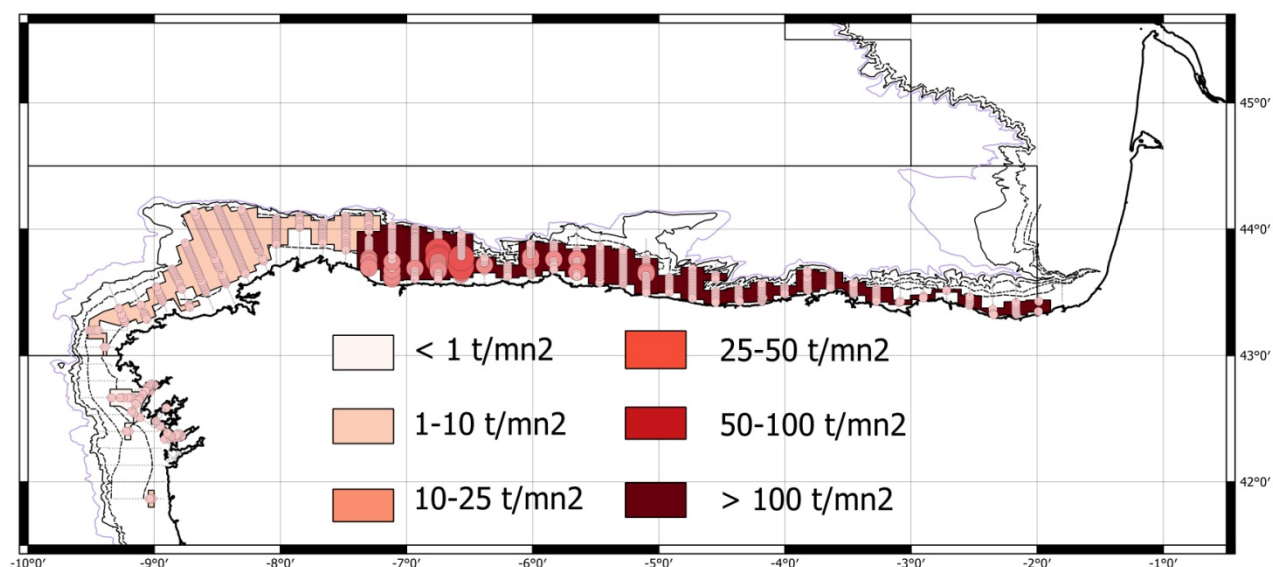 45°0'
44°0'
43°0'
42°0'
< 1 t/mn2
25-50 t/mn2
1-10 t/mn2
50-100 t/mn2
10-25 t/mn2
> 100 t/mn2
-10°0' -9°0' -8°0' -7°0' -6°0' -5°0' -4°0' -3°0' -2°0' -1°0'